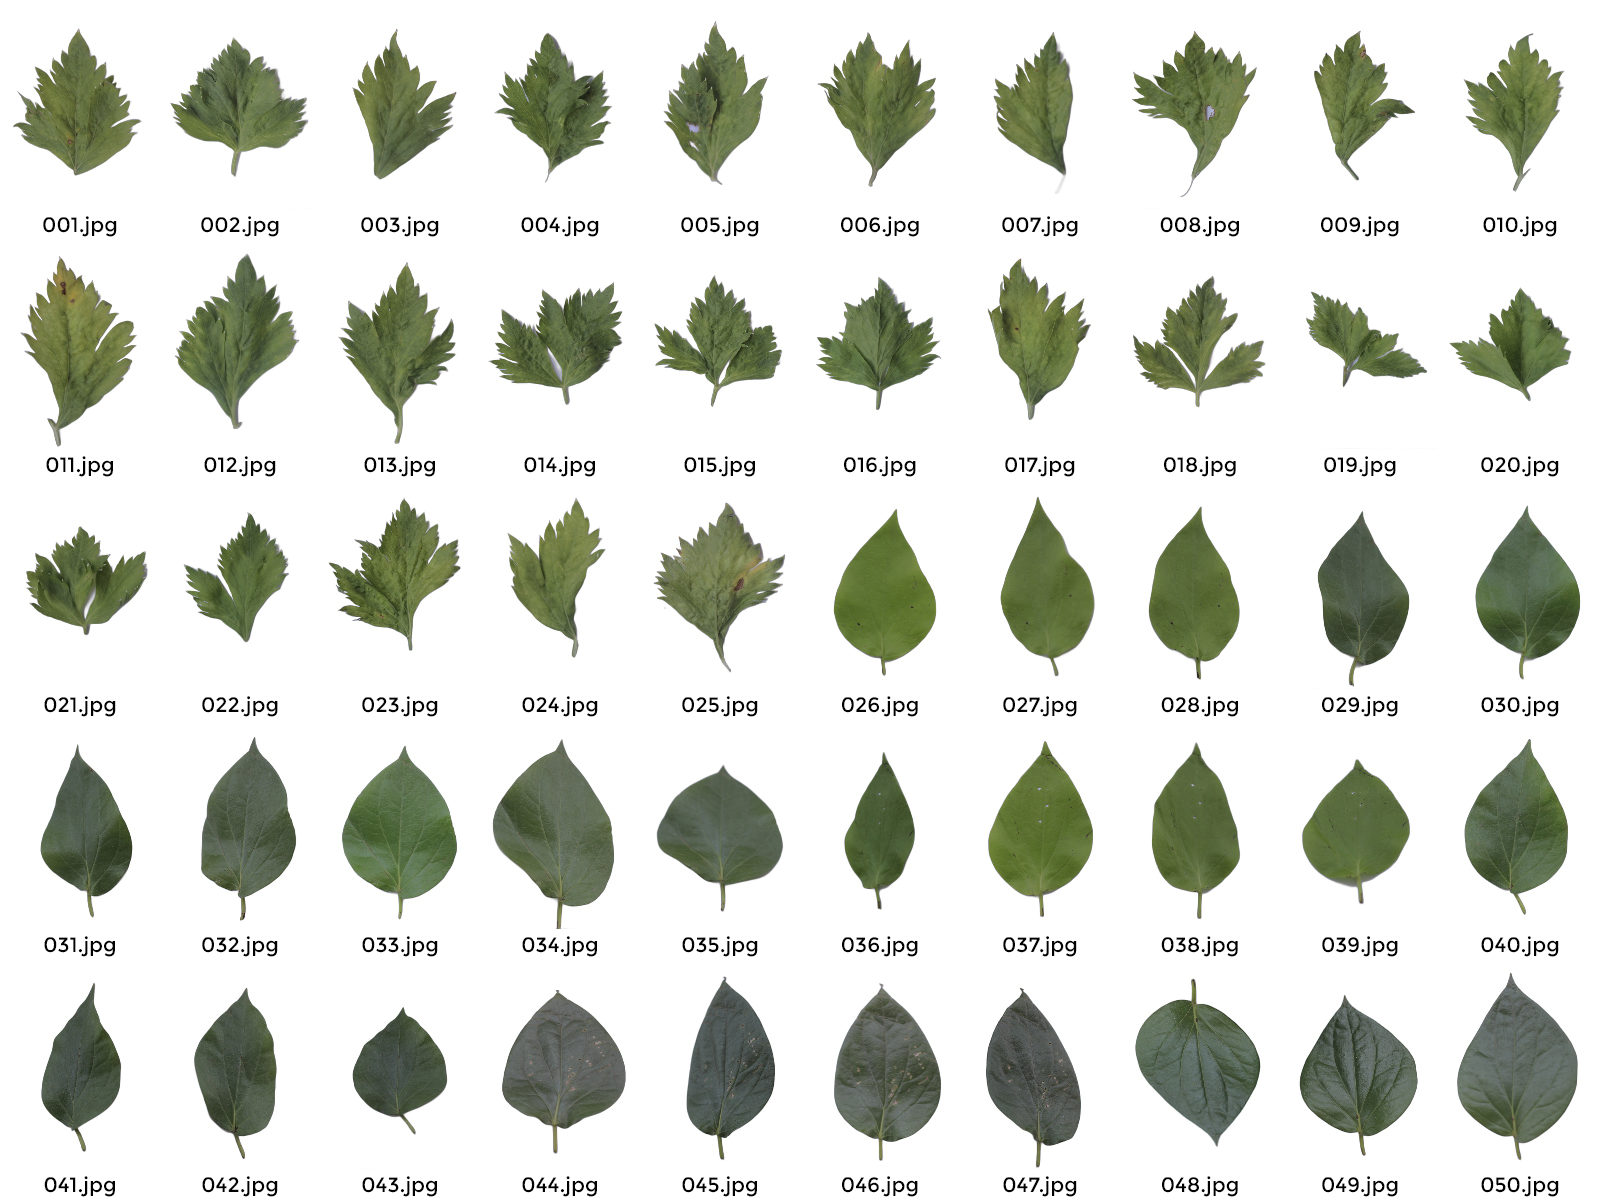 001.jpg 002.jpg 003.jpg 004.jpg 005.jpg 006.jpg 007.jpg 008.jpg 009.jpg 010.jpg
011.jpg 012.jpg 013.jpg 014.jpg 015.jpg 016.jpg 017.jpg 018.jpg 019.jpg 020.jpg
021.jpg 022.jpg 023.jpg 024.jpg 025.jpg 026.jpg 027.jpg 028.jpg 029.jpg 030.jpg
031.jpg 032.jpg 033.jpg 034.jpg 035.jpg 036.jpg 037.jpg 038.jpg 039.jpg 040.jpg
041.jpg 042.jpg 043.jpg 044.jpg 045.jpg 046.jpg 047.jpg 048.jpg 049.jpg 050.jpg